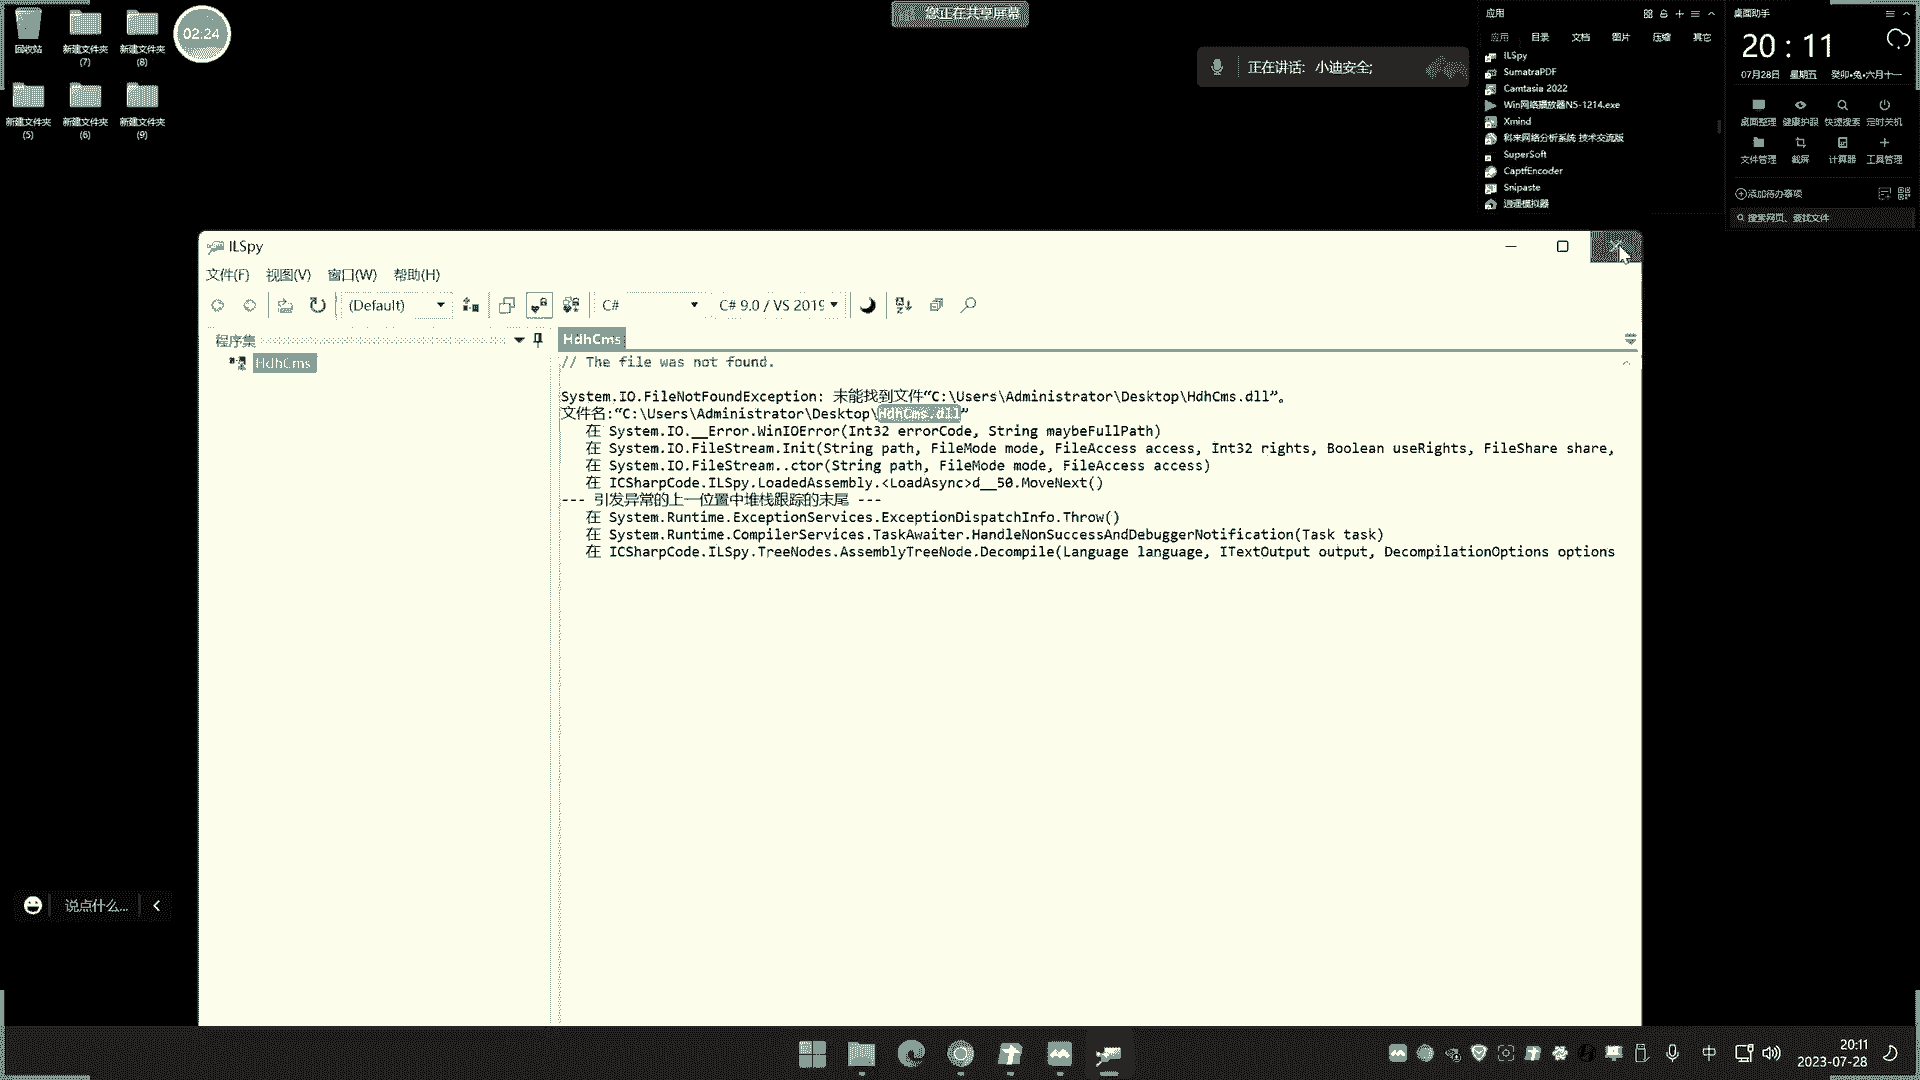 您正在共享屏幕
02:24
回收站
新建文件夹
(7)
新建文件夹
(8)
新建文件夹
(5)
新建文件夹
(6)
新建文件夹
(9)
正在讲话: 小迪安全;
应用
应用 目录 文档 图片 压缩 其它
ILSpy
SumatraPDF
Camtasia 2022
Win网络播放器NS-1214.exe
Xmind
科来网络分析系统 技术交流版
SuperSoft
CaptfEncoder
Snipaste
逍遥模拟器
桌面助手
20 : 11
07月28日 星期五 癸卯•兔•六月十一
桌面整理 健康护眼 快捷搜索 定时关机
文件管理 截屏 计算器 工具管理
添加待办事项
搜索网页、查找文件
ILSpy
文件(F) 视图(V) 窗口(W) 帮助(H)
(Default) C# C# 9.0 / VS 2019
程序集
HdhCms
HdhCms
// The file was not found.
System.IO.FileNotFoundException: 未能找到文件“C:\Users\Administrator\Desktop\HdhCms.dll”。
文件名:“C:\Users\Administrator\Desktop\HdhCms.dll”
在 System.IO.__Error.WinIOError(Int32 errorCode, String maybeFullPath)
在 System.IO.FileStream.Init(String path, FileMode mode, FileAccess access, Int32 rights, Boolean useRights, FileShare share,
在 System.IO.FileStream..ctor(String path, FileMode mode, FileAccess access)
在 ICSharpCode.ILSpy.LoadedAssembly.<LoadAsync>d__50.MoveNext()
--- 引发异常的上一位置中堆栈跟踪的末尾 ---
在 System.Runtime.ExceptionServices.ExceptionDispatchInfo.Throw()
在 System.Runtime.CompilerServices.TaskAwaiter.HandleNonSuccessAndDebuggerNotification(Task task)
在 ICSharpCode.ILSpy.TreeNodes.AssemblyTreeNode.Decompile(Language language, ITextOutput output, DecompilationOptions options
说点什么...
中
20:11
2023-07-28